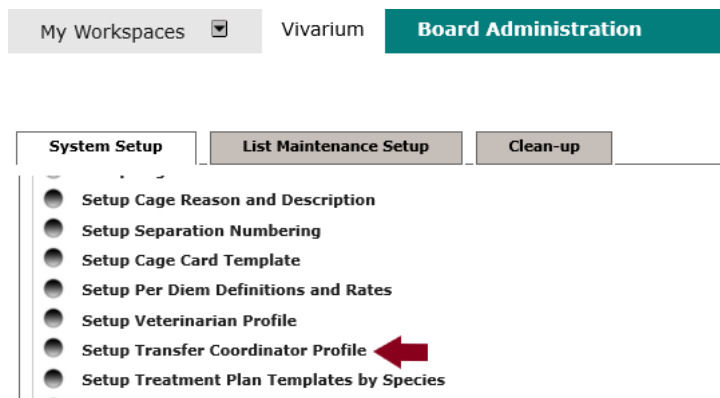 My Workspaces Vivarium Board Administration
System Setup List Maintenance Setup Clean-up
Setup Cage Reason and Description
Setup Separation Numbering
Setup Cage Card Template
Setup Per Diem Definitions and Rates
Setup Veterinarian Profile
Setup Transfer Coordinator Profile
Setup Treatment Plan Templates by Species